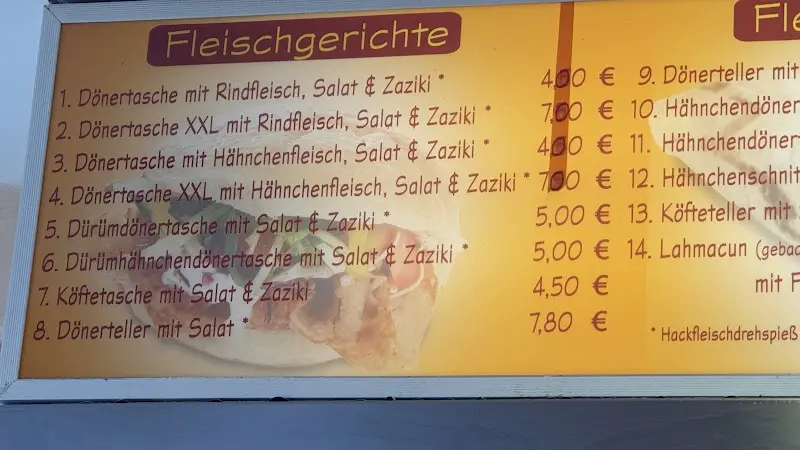 Fleischgerichte
1. Dönertasche mit Rindfleisch, Salat & Zaziki * 4,00 €
2. Dönertasche XXL mit Rindfleisch, Salat & Zaziki * 7,00 €
3. Dönertasche mit Hähnchenfleisch, Salat & Zaziki * 4,00 €
4. Dönertasche XXL mit Hähnchenfleisch, Salat & Zaziki * 7,00 €
5. Dürümdönertasche mit Salat & Zaziki * 5,00 €
6. Dürümhähnchendönertasche mit Salat & Zaziki * 5,00 €
7. Köftetasche mit Salat & Zaziki 4,50 €
8. Dönerteller mit Salat * 7,80 €
Fle
9. Dönerteller mit
10. Hähnchendöner
11. Hähnchendöner
12. Hähnchenschnit
13. Köfteteller mit
14. Lahmacun (gebac
mit F
* Hackfleischdrehspieß